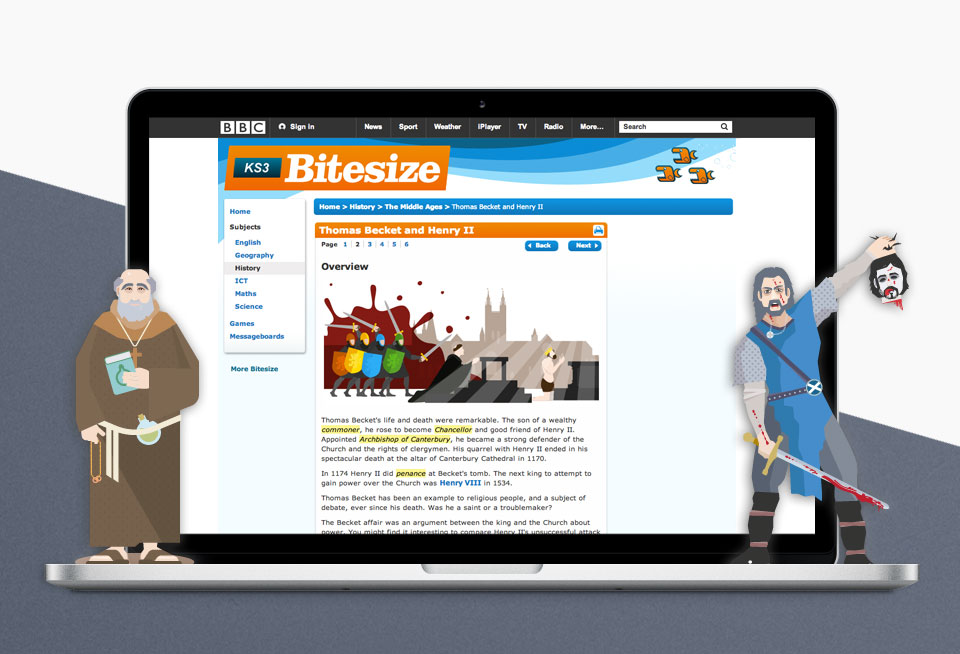 BBC Sign in News Sport Weather iPlayer TV Radio More... Search
KS3 Bitesize
Home > History > The Middle Ages > Thomas Becket and Henry II
Home
Subjects
English
Geography
History
ICT
Maths
Science
Games
Messageboards
More Bitesize
Thomas Becket and Henry II
Page 1 2 3 4 5 6 Back Next
Overview
Thomas Becket's life and death were remarkable. The son of a wealthy
commoner, he rose to become Chancellor and good friend of Henry II.
Appointed Archbishop of Canterbury, he became a strong defender of the
Church and the rights of clergymen. His quarrel with Henry II ended in his
spectacular death at the altar of Canterbury Cathedral in 1170.
In 1174 Henry II did penance at Becket's tomb. The next king to attempt to
gain power over the Church was Henry VIII in 1534.
Thomas Becket has been an example to religious people, and a subject of
debate, ever since his death. Was he a saint or a troublemaker?
The Becket affair was an argument between the king and the Church about
power. You might find it interesting to compare Henry II's unsuccessful attack